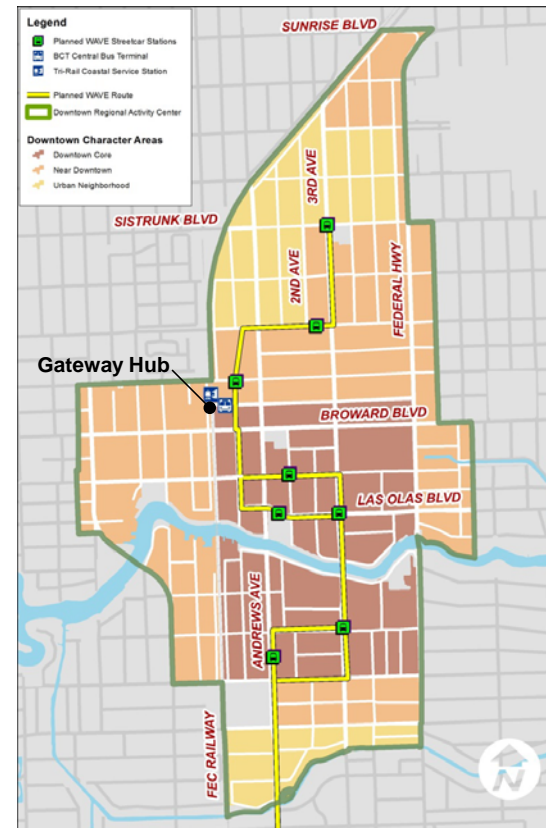 Legend
Planned WAVE Streetcar Stations
BCT Central Bus Terminal
Tri-Rail Coastal Service Station
Planned WAVE Route
Downtown Regional Activity Center
Downtown Character Areas
Downtown Core
Near Downtown
Urban Neighborhood
SUNRISE BLVD
3RD AVE
SISTRUNK BLVD
2ND AVE
FEDERAL HWY
Gateway Hub
BROWARD BLVD
LAS OLAS BLVD
ANDREWS AVE
FEC RAILWAY
N